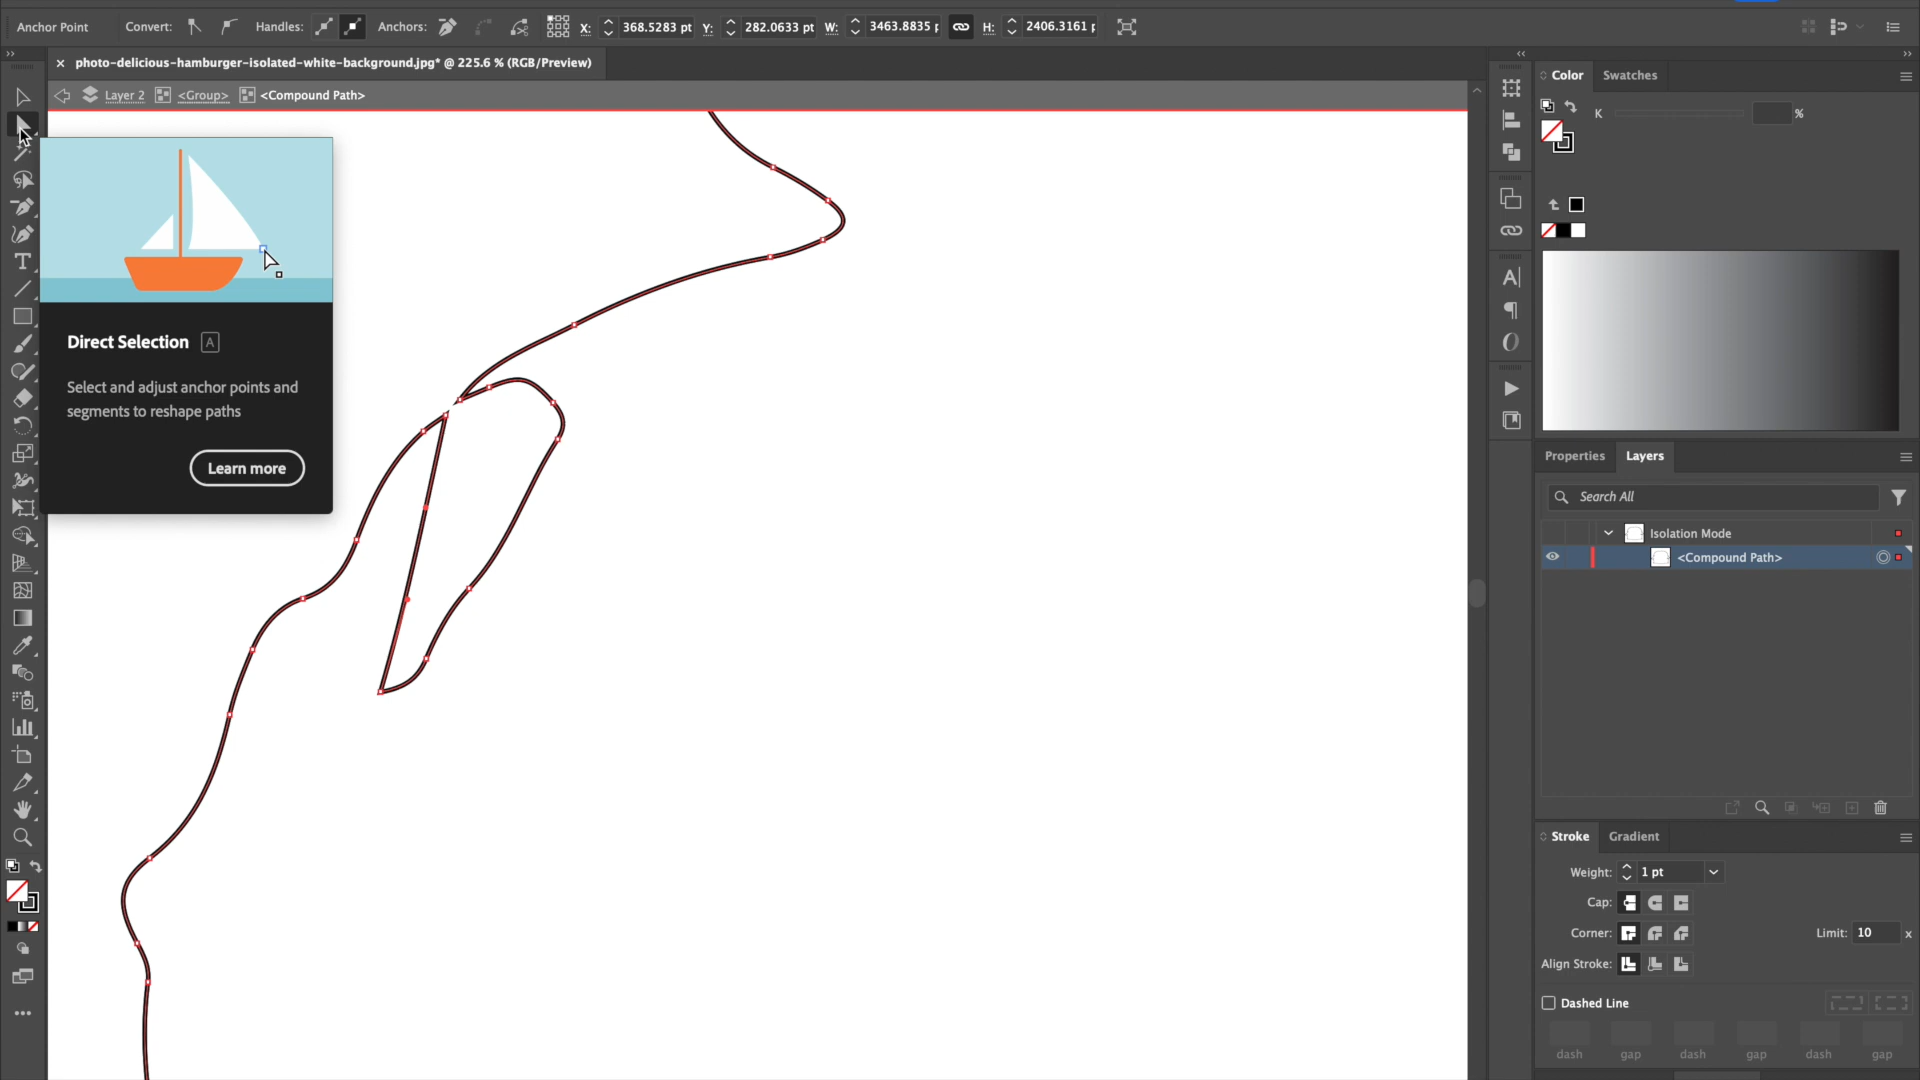 Anchor Point Convert: Handles: Anchors: X: 368.5283 pt Y: 282.0633 pt W: 3463.8835 p H: 2406.3161 p
photo-delicious-hamburger-isolated-white-background.jpg* @ 225.6 % (RGB/Preview)
Layer 2 <Group> <Compound Path>
Direct Selection A
Select and adjust anchor points and
segments to reshape paths
Learn more
Color Swatches
K %
Properties Layers
Search All
Isolation Mode
<Compound Path>
Stroke Gradient
Weight: 1 pt
Cap:
Corner: Limit: 10 x
Align Stroke:
Dashed Line
dash gap dash gap dash gap